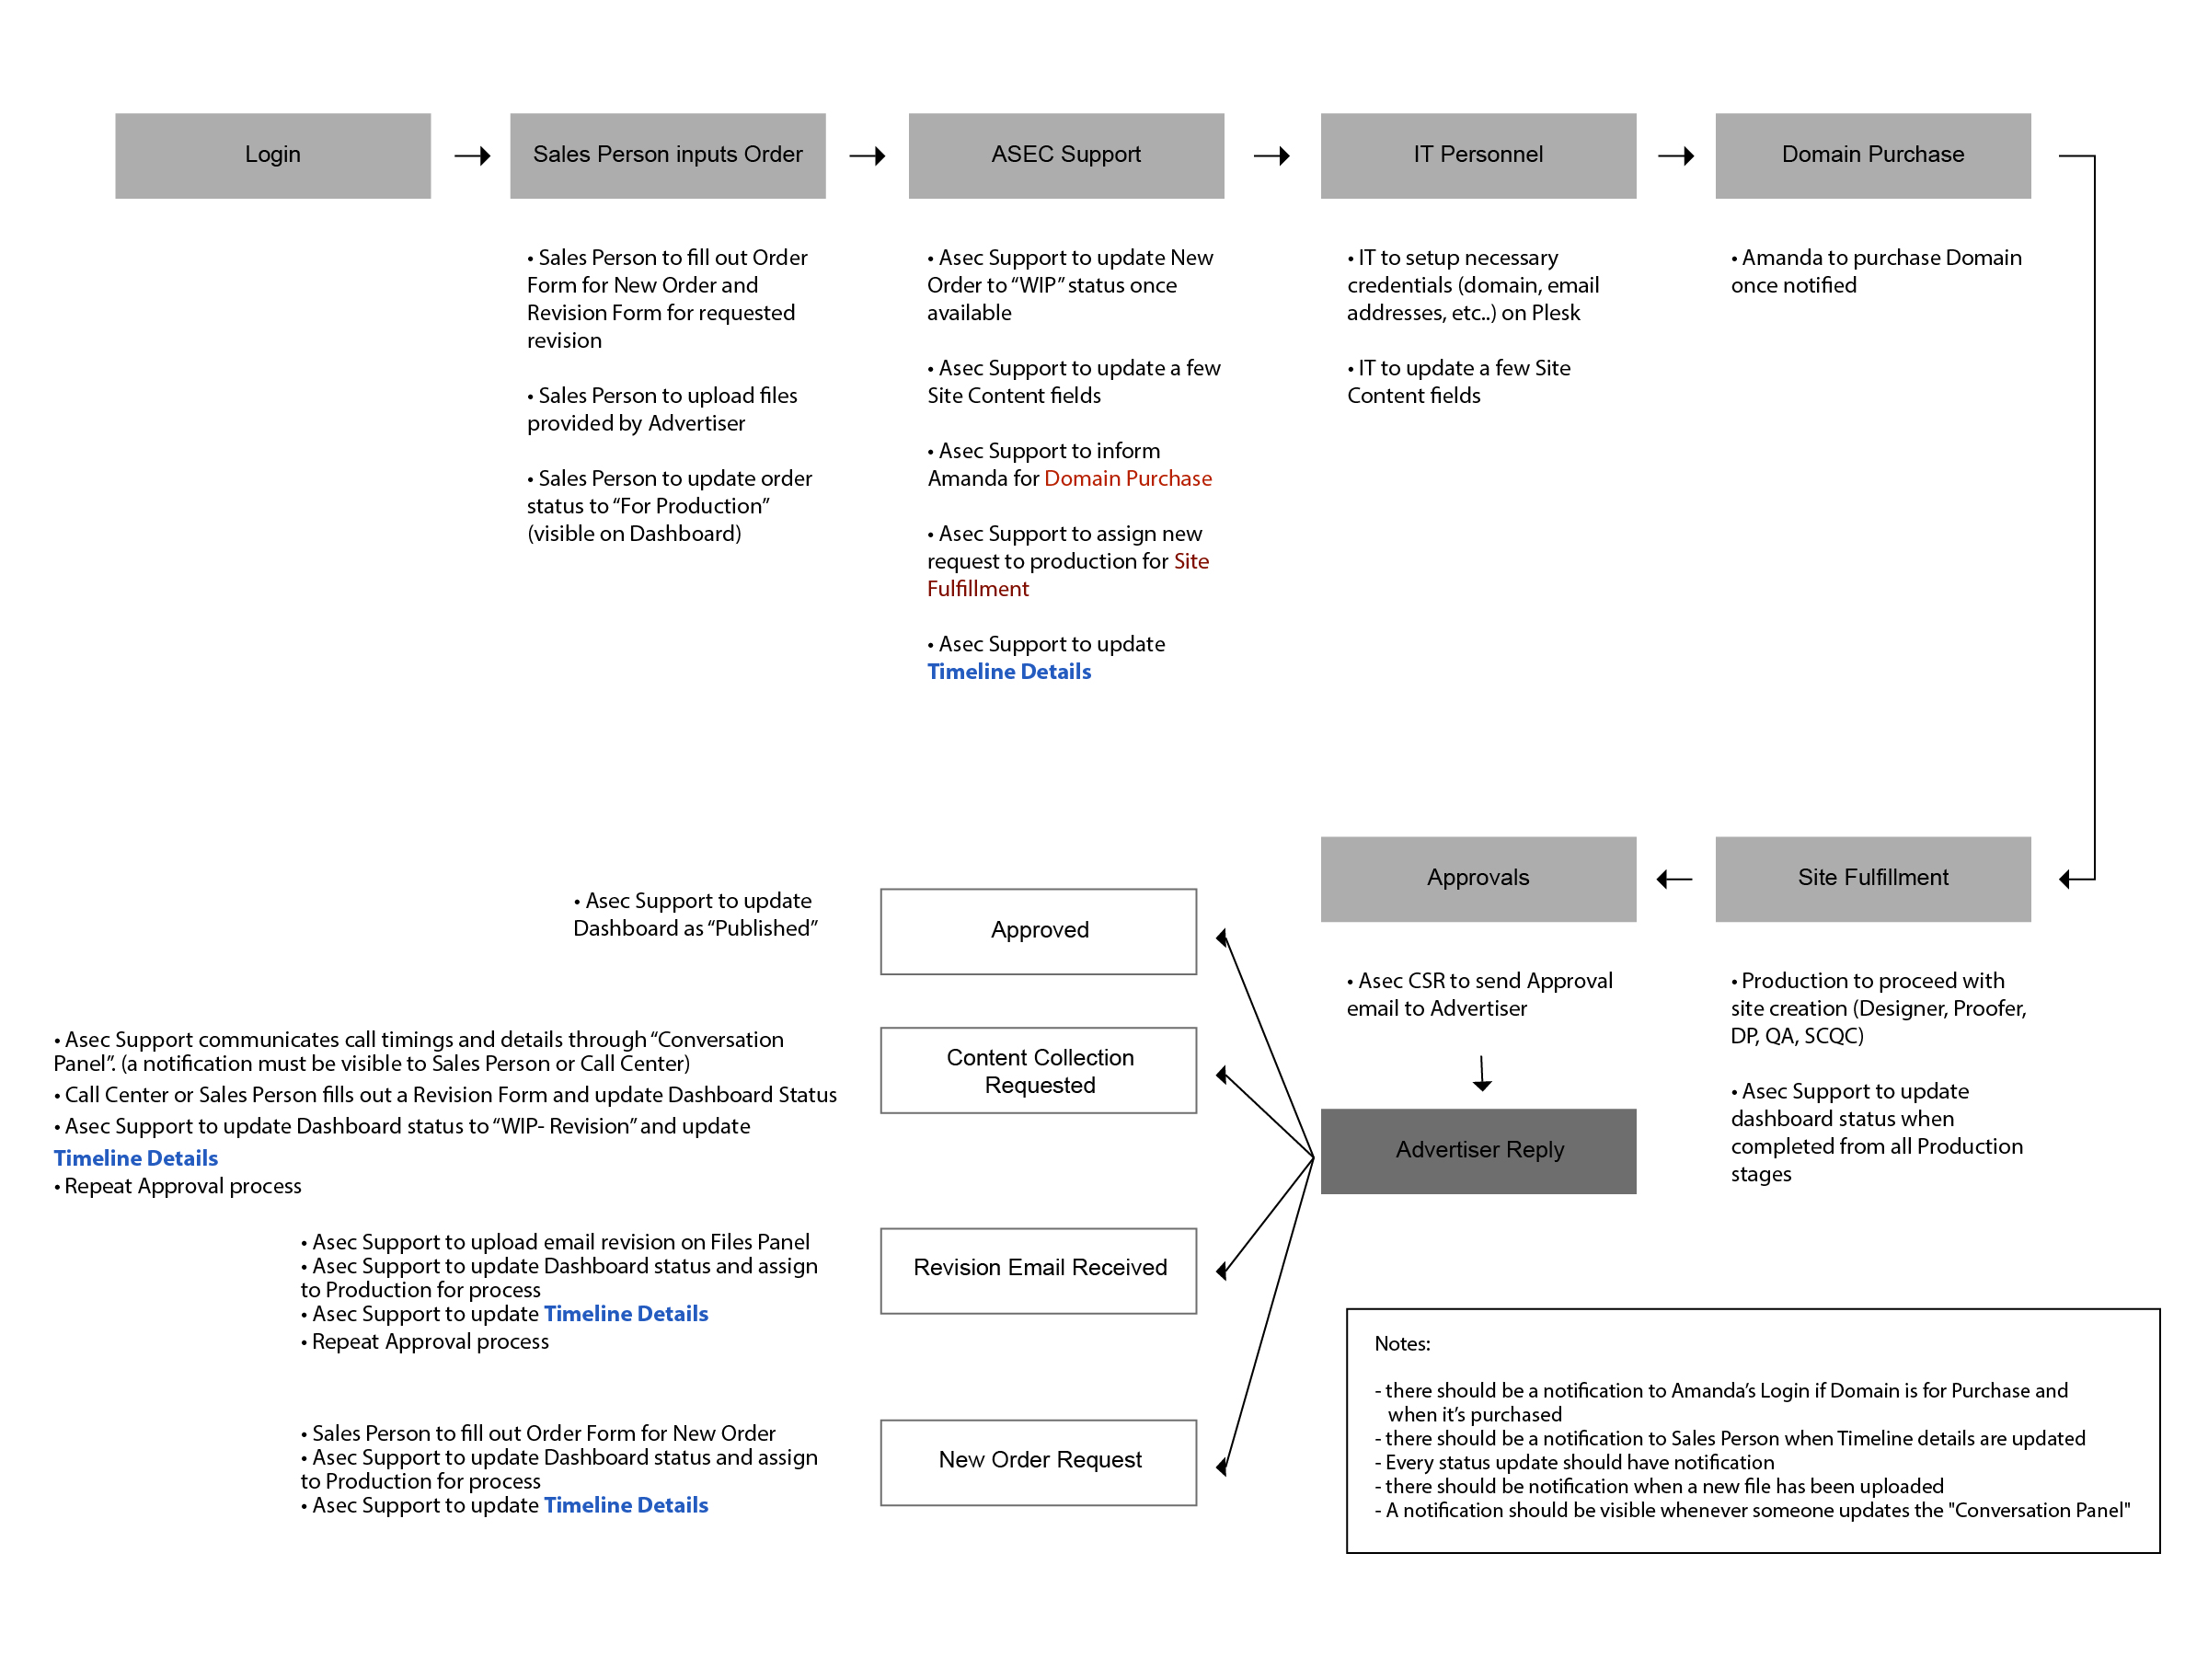 Login
Sales Person inputs Order
ASEC Support
IT Personnel
Domain Purchase
• Sales Person to fill out Order
Form for New Order and
Revision Form for requested
revision
• Sales Person to upload files
provided by Advertiser
• Sales Person to update order
status to “For Production”
(visible on Dashboard)
• Asec Support to update New
Order to “WIP” status once
available
• Asec Support to update a few
Site Content fields
• Asec Support to inform
Amanda for Domain Purchase
• Asec Support to assign new
request to production for Site
Fulfillment
• Asec Support to update
Timeline Details
• IT to setup necessary
credentials (domain, email
addresses, etc..) on Plesk
• IT to update a few Site
Content fields
• Amanda to purchase Domain
once notified
Site Fulfillment
• Production to proceed with
site creation (Designer, Proofer,
DP, QA, SCQC)
• Asec Support to update
dashboard status when
completed from all Production
stages
Approvals
• Asec CSR to send Approval
email to Advertiser
Advertiser Reply
Approved
• Asec Support to update
Dashboard as “Published”
Content Collection
Requested
• Asec Support communicates call timings and details through “Conversation
Panel”. (a notification must be visible to Sales Person or Call Center)
• Call Center or Sales Person fills out a Revision Form and update Dashboard Status
• Asec Support to update Dashboard status to “WIP- Revision” and update
Timeline Details
• Repeat Approval process
Revision Email Received
• Asec Support to upload email revision on Files Panel
• Asec Support to update Dashboard status and assign
to Production for process
• Asec Support to update Timeline Details
• Repeat Approval process
New Order Request
• Sales Person to fill out Order Form for New Order
• Asec Support to update Dashboard status and assign
to Production for process
• Asec Support to update Timeline Details
Notes:
- there should be a notification to Amanda’s Login if Domain is for Purchase and
when it’s purchased
- there should be a notification to Sales Person when Timeline details are updated
- Every status update should have notification
- there should be notification when a new file has been uploaded
- A notification should be visible whenever someone updates the "Conversation Panel"